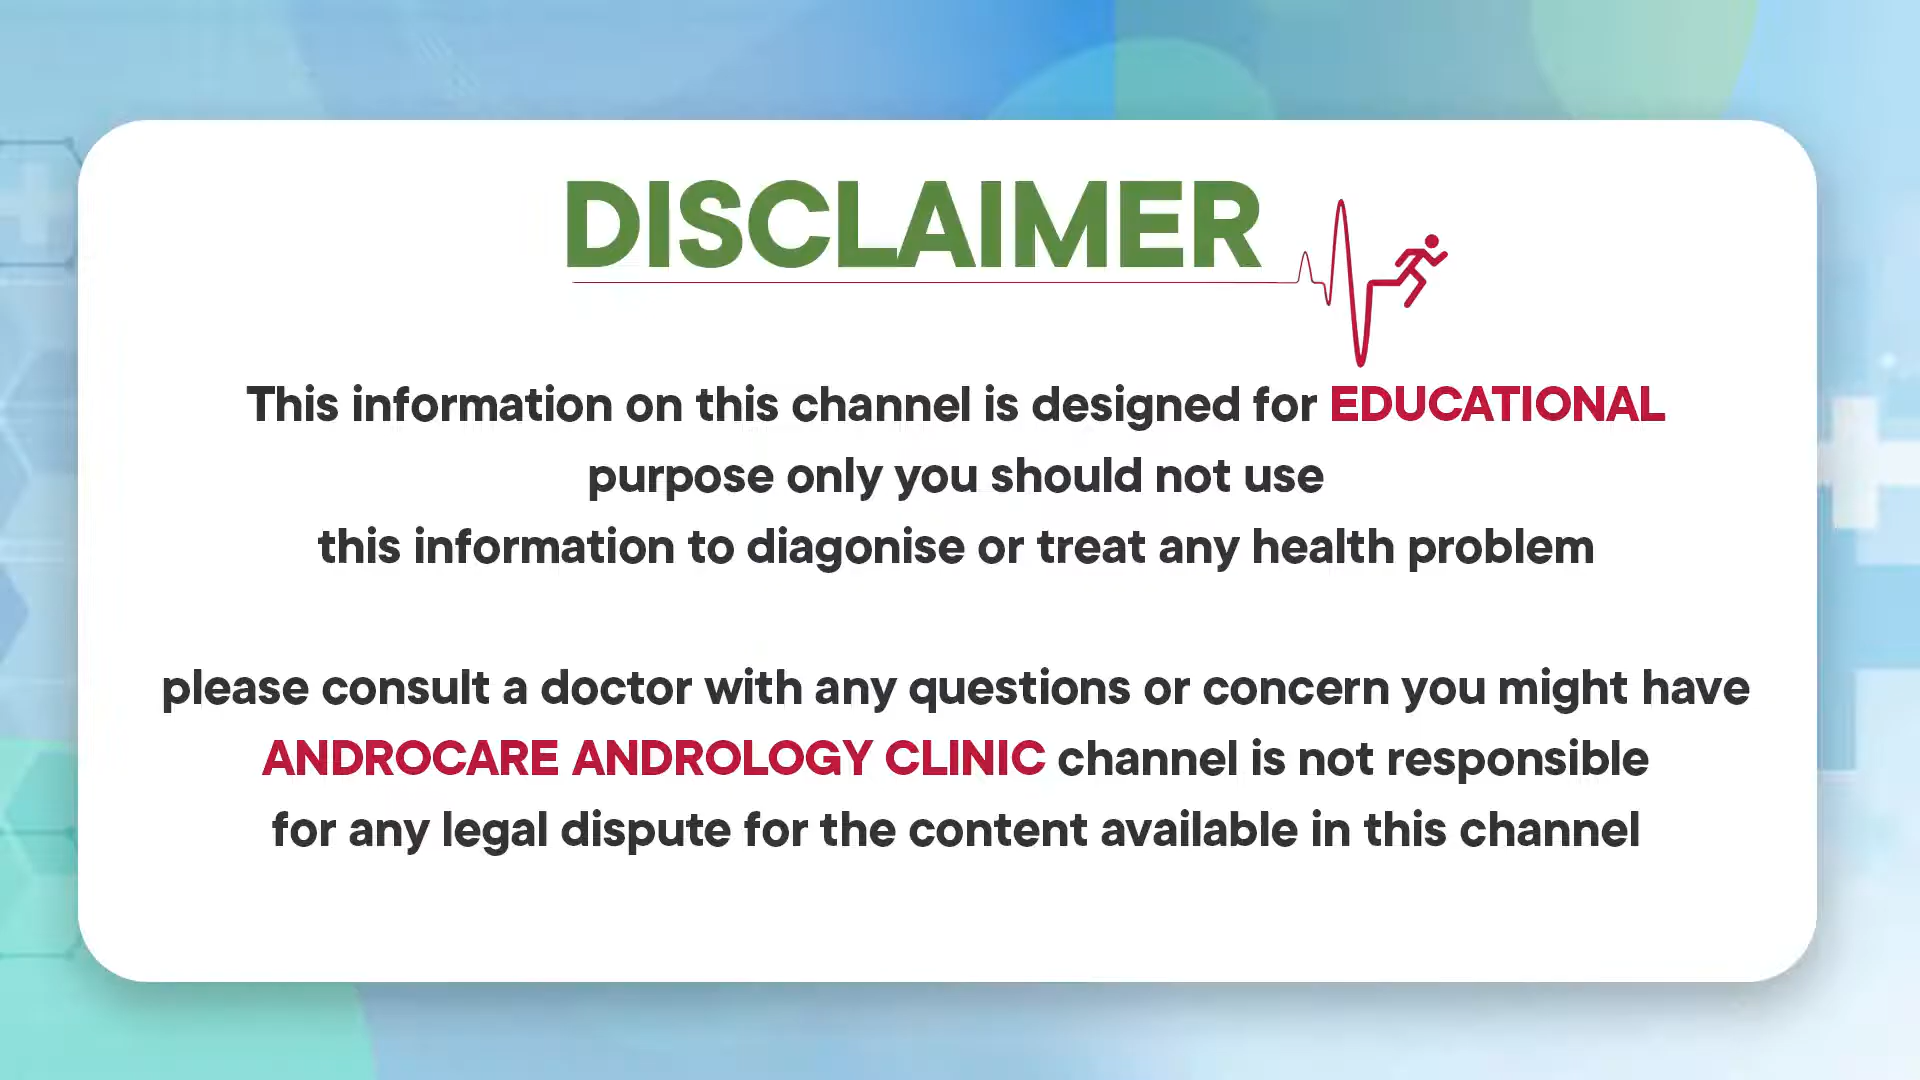 DISCLAIMER
This information on this channel is designed for EDUCATIONAL
purpose only you should not use
this information to diagonise or treat any health problem
please consult a doctor with any questions or concern you might have
ANDROCARE ANDROLOGY CLINIC channel is not responsible
for any legal dispute for the content available in this channel